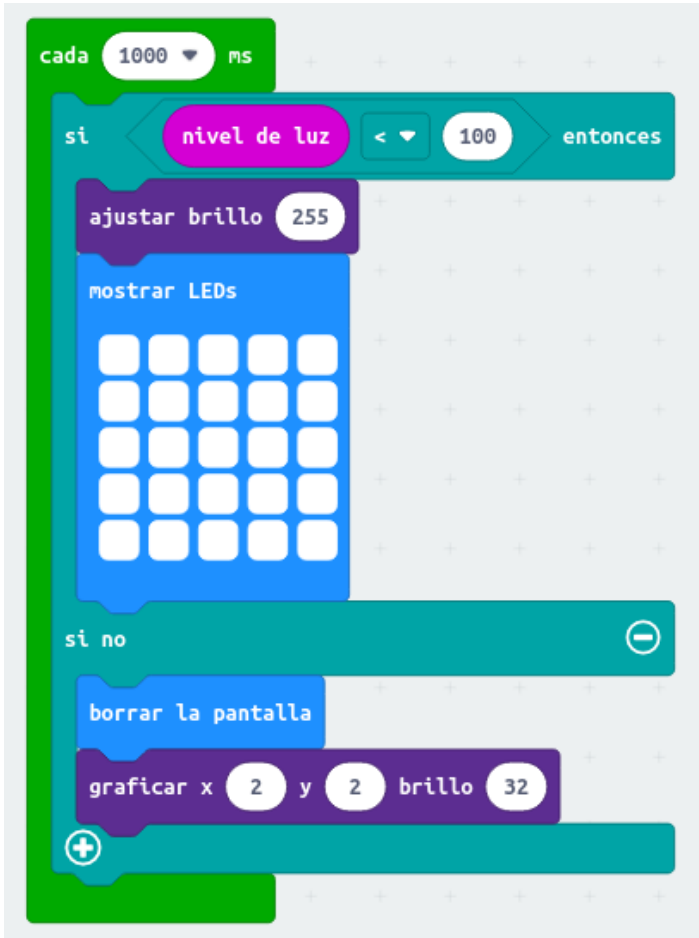 cada 1000 ms
si nivel de luz < 100 entonces
ajustar brillo 255
mostrar LEDs
si no
borrar la pantalla
graficar x 2 y 2 brillo 32